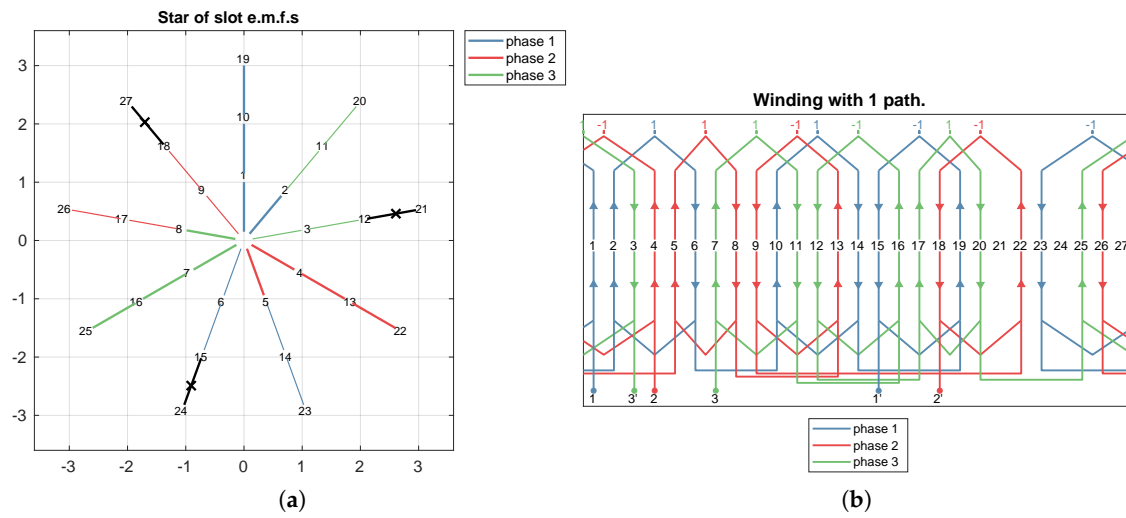 Star of slot e.m.f.s
phase 1
phase 2
phase 3
3
2
1
0
-1
-2
-3
-3 -2 -1 0 1 2 3
19
27
20
10
18
11
1
9
2
26
17
8
3
12
21
7
4
16
6
5
13
25
15
14
22
24
23
(a)
Winding with 1 path.
1 -1 1 1 1 -1 1 -1 -1 1 -1 -1
1 2 3 4 5 6 7 8 9 10 11 12 13 14 15 16 17 18 19 20 21 22 23 24 25 26 27
1 3' 2 3 1' 2'
phase 1
phase 2
phase 3
(b)